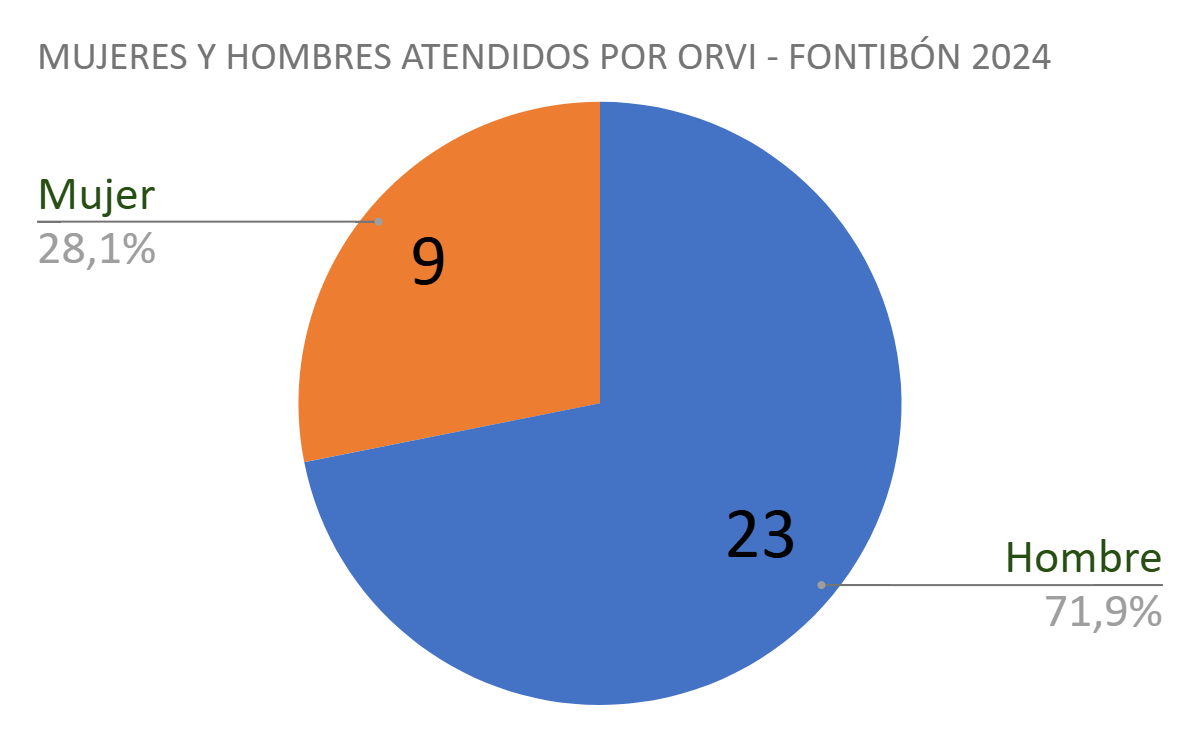 MUJERES Y HOMBRES ATENDIDOS POR ORVI - FONTIBÓN 2024
Mujer
28,1%
9
23
Hombre
71,9%